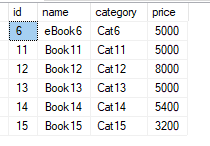 id name category price
6 eBook6 Cat6 5000
11 Book11 Cat11 5000
12 Book12 Cat12 8000
13 Book13 Cat13 5000
14 Book14 Cat14 5400
15 Book15 Cat15 3200